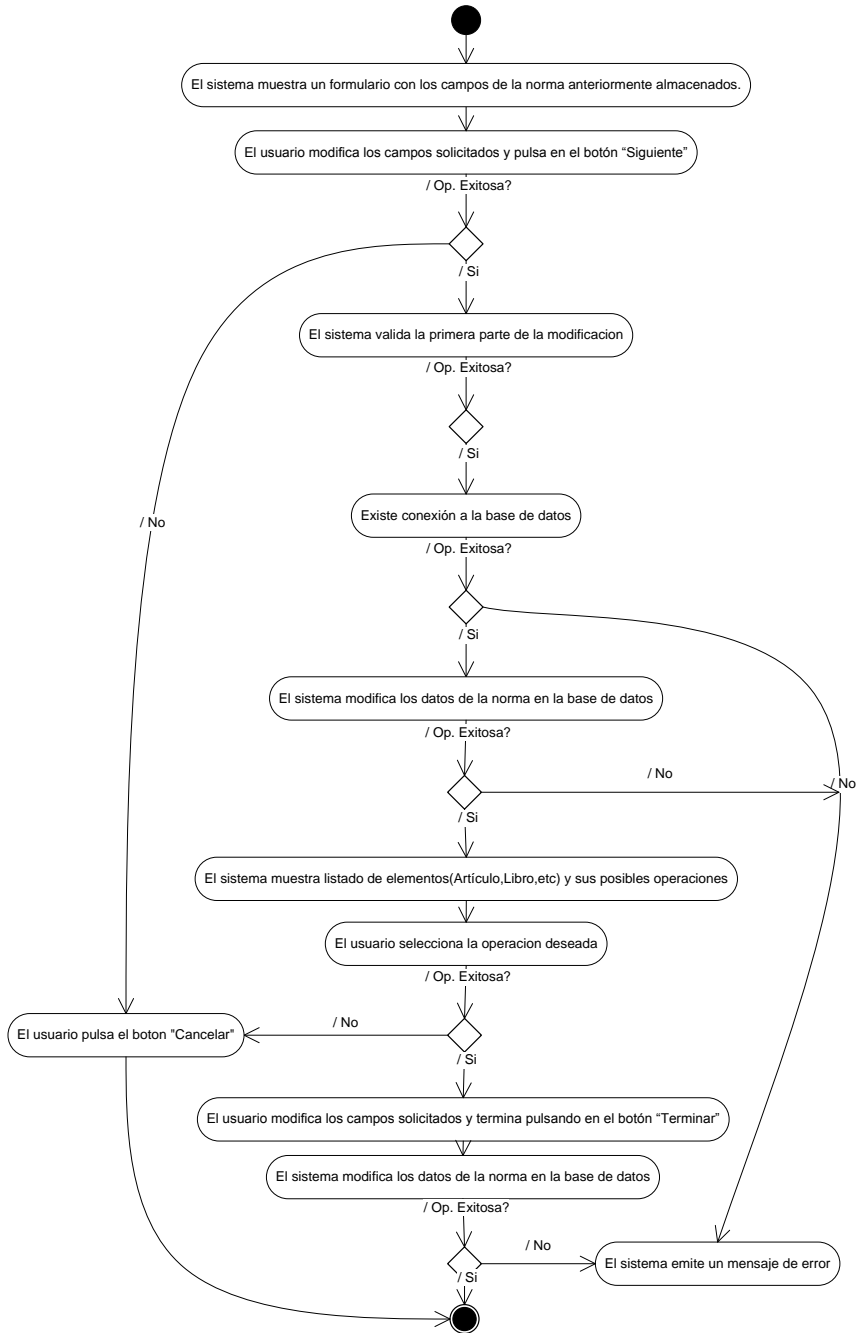 El sistema muestra un formulario con los campos de la norma anteriormente almacenados.
El usuario modifica los campos solicitados y pulsa en el botón “Siguiente”
/ Op. Exitosa?
/ Si
El sistema valida la primera parte de la modificacion
/ Op. Exitosa?
/ Si
Existe conexión a la base de datos
/ No
/ Op. Exitosa?
/ Si
El sistema modifica los datos de la norma en la base de datos
/ Op. Exitosa?
/ No
/ No
/ Si
El sistema muestra listado de elementos(Artículo,Libro,etc) y sus posibles operaciones
El usuario selecciona la operacion deseada
/ Op. Exitosa?
/ No
El usuario pulsa el boton "Cancelar"
/ Si
El usuario modifica los campos solicitados y termina pulsando en el botón “Terminar”
El sistema modifica los datos de la norma en la base de datos
/ Op. Exitosa?
/ No
El sistema emite un mensaje de error
/ Si